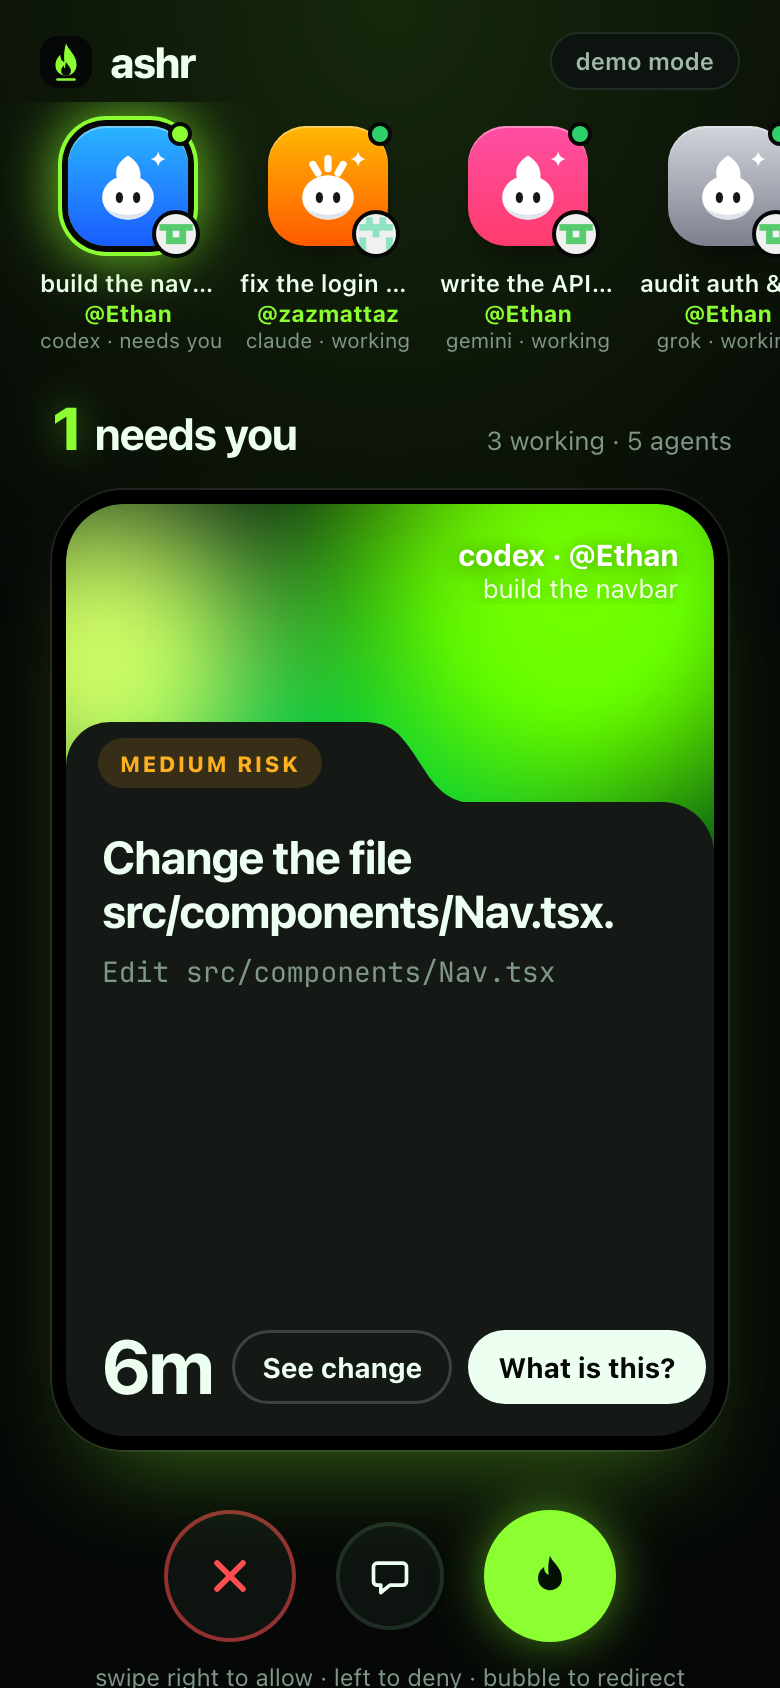 ashr
demo mode
build the nav...
@Ethan
codex · needs you
fix the login ...
@zazmattaz
claude · working
write the API...
@Ethan
gemini · working
audit auth &
@Ethan
grok ·
1 needs you
3 working · 5 agents
codex · @Ethan
build the navbar
MEDIUM RISK
Change the file
src/components/Nav.tsx.
Edit src/components/Nav.tsx
6m
See change
What is this?
swipe right to allow · left to deny · bubble to redirect